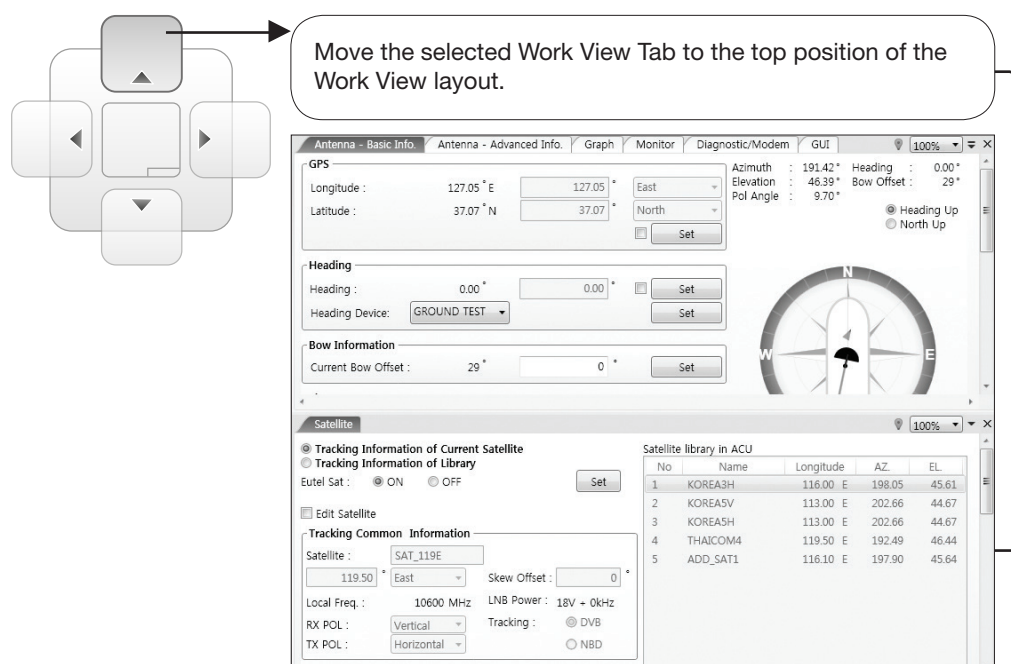 Move the selected Work View Tab to the top position of the
Work View layout.
Antenna - Basic Info. Antenna - Advanced Info. Graph Monitor Diagnostic/Modem GUI 100%
GPS
Longitude : 127.05 ° E 127.05 ° East
Latitude : 37.07 ° N 37.07 ° North
Set
Azimuth : 191.42° Heading : 0.00°
Elevation : 46.39° Bow Offset : 29°
Pol Angle : 9.70°
Heading Up
North Up
Heading
Heading : 0.00 ° 0.00 ° Set
Heading Device: GROUND TEST Set
Bow Information
Current Bow Offset : 29 ° 0 ° Set
N
W
E
Satellite 100%
Tracking Information of Current Satellite
Tracking Information of Library
Eutel Sat : ON OFF Set
Edit Satellite
Tracking Common Information
Satellite : SAT_119E
119.50 ° East Skew Offset : 0 °
Local Freq. : 10600 MHz LNB Power : 18V + 0kHz
RX POL : Vertical Tracking : DVB
TX POL : Horizontal NBD
Satellite library in ACU
No Name Longitude AZ. EL.
1 KOREA3H 116.00 E 198.05 45.61
2 KOREA5V 113.00 E 202.66 44.67
3 KOREA5H 113.00 E 202.66 44.67
4 THAICOM4 119.50 E 192.49 46.44
5 ADD_SAT1 116.10 E 197.90 45.64